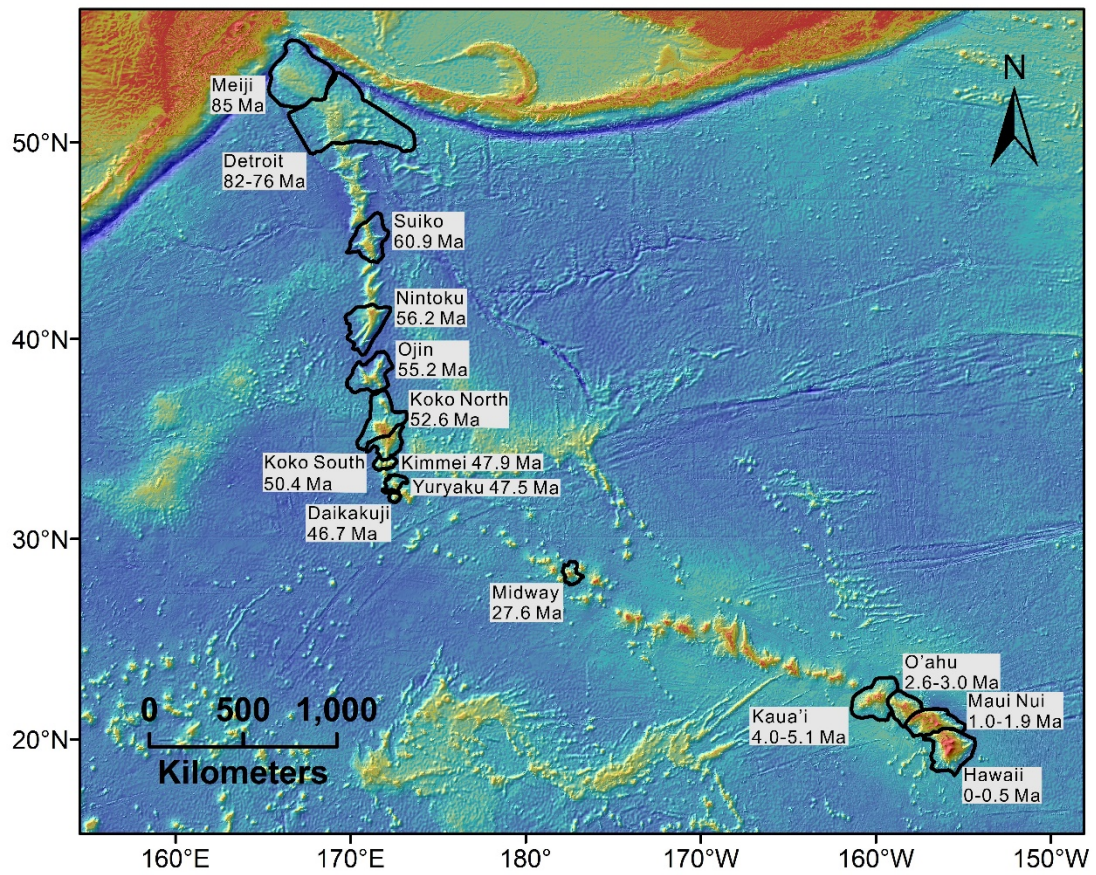 Meiji
85 Ma
N
50°N
Detroit
82-76 Ma
Suiko
60.9 Ma
Nintoku
56.2 Ma
40°N
Ojin
55.2 Ma
Koko North
52.6 Ma
Koko South
50.4 Ma
Kimmei 47.9 Ma
Yuryaku 47.5 Ma
Daikakuji
46.7 Ma
30°N
Midway
27.6 Ma
O'ahu
2.6-3.0 Ma
Maui Nui
1.0-1.9 Ma
Kaua'i
4.0-5.1 Ma
0 500 1,000
Kilometers
20°N
Hawaii
0-0.5 Ma
160°E 170°E 180° -170°W -160°W -150°W